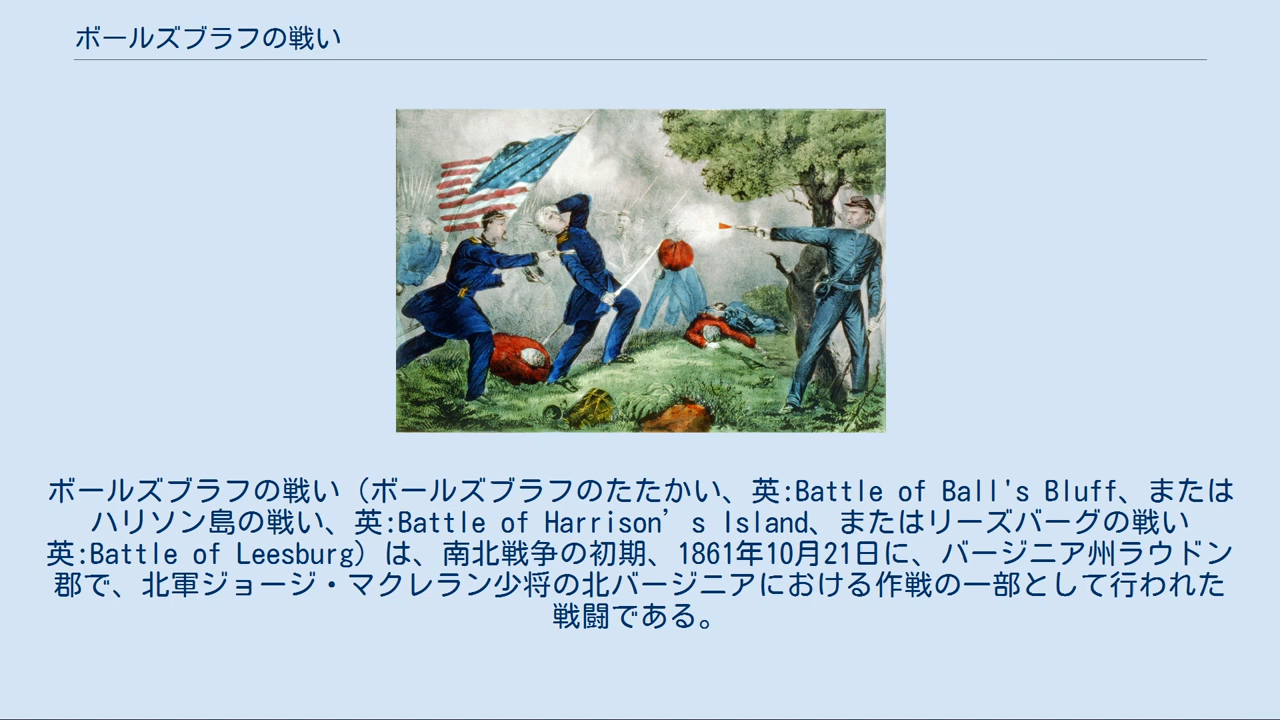 ボールズブラフの戦い
ボールズブラフの戦い（ボールズブラフのたたかい、英:Battle of Ball's Bluff、または
ハリソン島の戦い、英:Battle of Harrison’s Island、またはリーズバーグの戦い
英:Battle of Leesburg）は、南北戦争の初期、1861年10月21日に、バージニア州ラウドン
郡で、北軍ジョージ・マクレラン少将の北バージニアにおける作戦の一部として行われた
戦闘である。